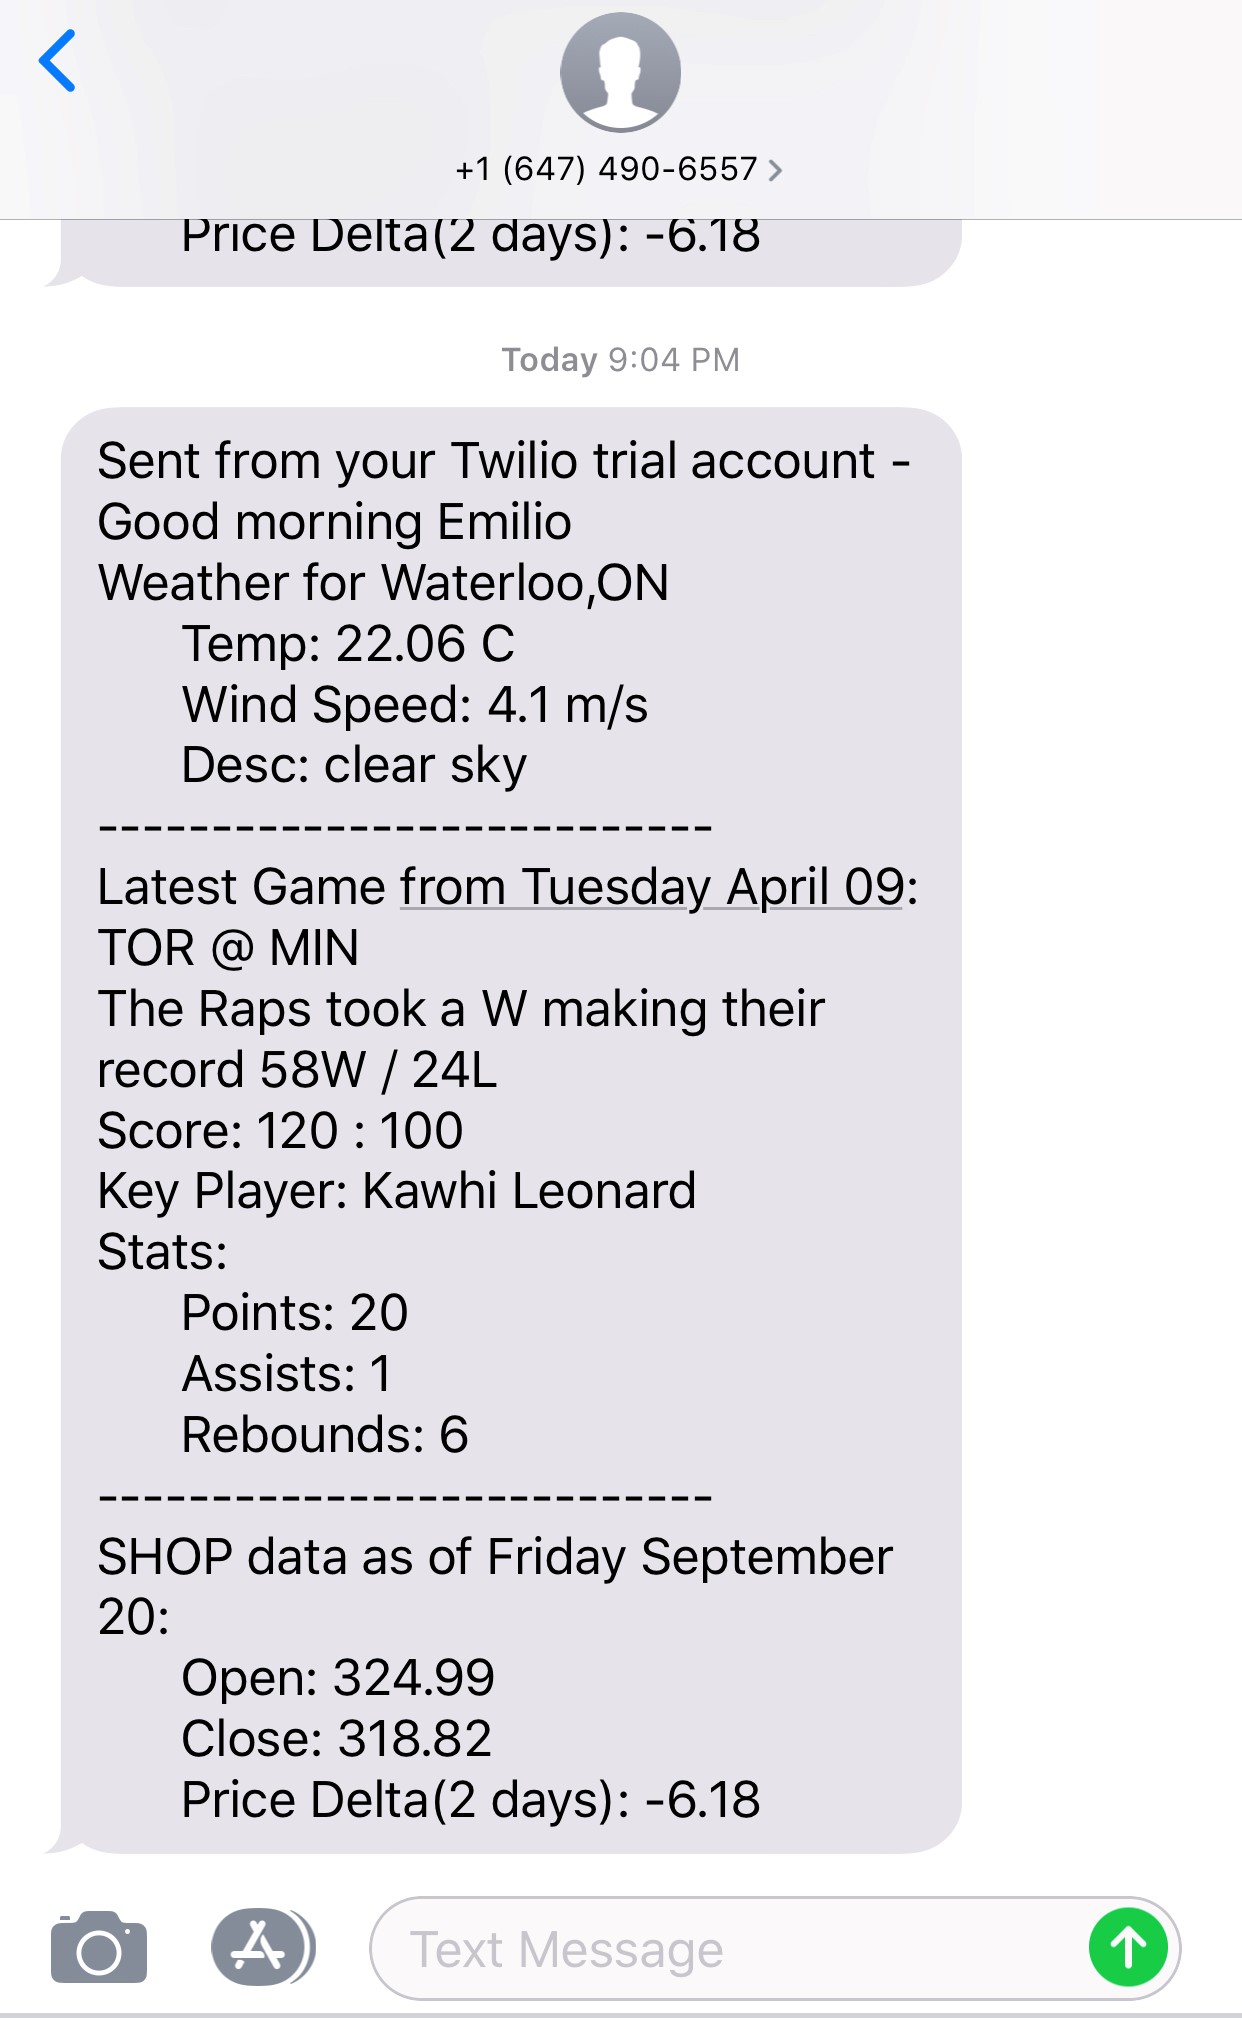 +1 (647) 490-6557
Price Delta(2 days): -6.18
Today 9:04 PM
Sent from your Twilio trial account -
Good morning Emilio
Weather for Waterloo,ON
Temp: 22.06 C
Wind Speed: 4.1 m/s
Desc: clear sky
---------------------------
Latest Game from Tuesday April 09:
TOR @ MIN
The Raps took a W making their
record 58W / 24L
Score: 120 : 100
Key Player: Kawhi Leonard
Stats:
Points: 20
Assists: 1
Rebounds: 6
---------------------------
SHOP data as of Friday September
20:
Open: 324.99
Close: 318.82
Price Delta(2 days): -6.18
Text Message